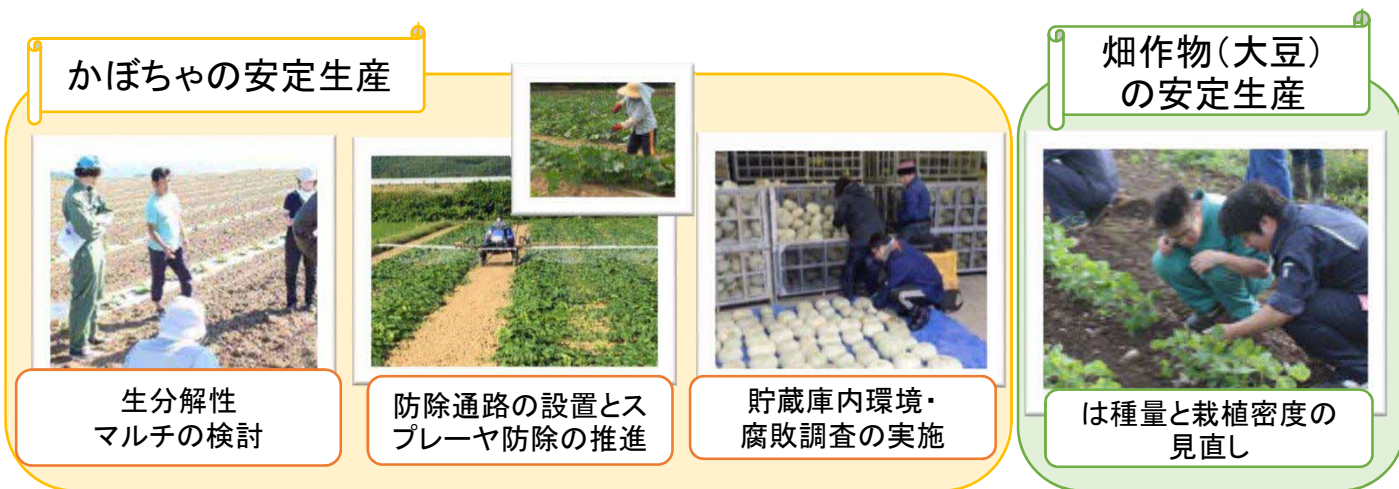 かぼちゃの安定生産
生分解性
マルチの検討
防除通路の設置とス
プレーヤ防除の推進
貯蔵庫内環境・
腐敗調査の実施
畑作物(大豆)
の安定生産
は種量と栽植密度の
見直し